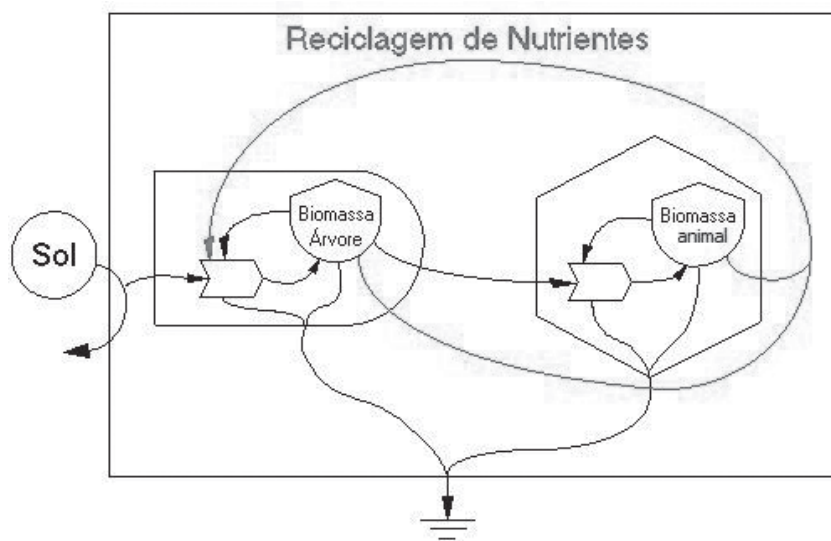 Reciclagem de Nutrientes
Sol
Biomassa
Árvore
Biomassa
animal